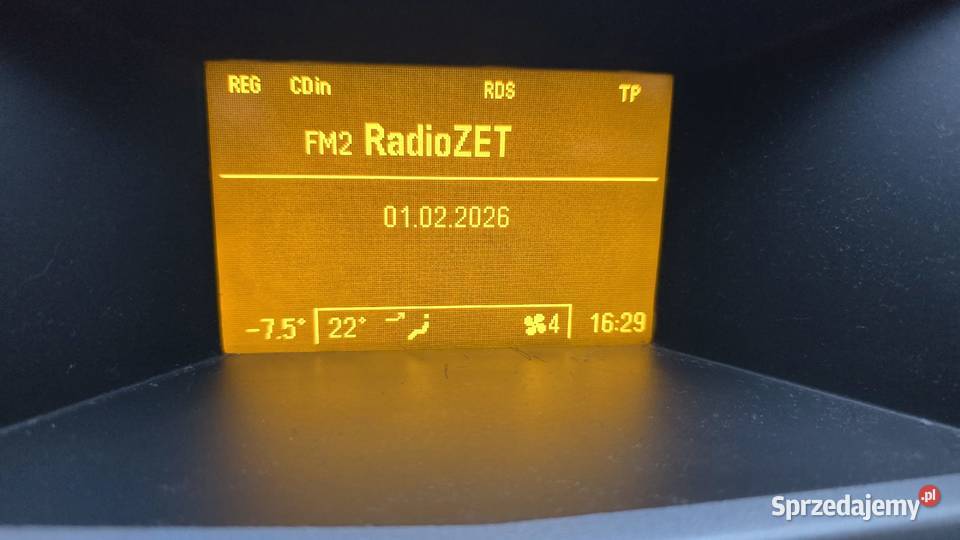 REG CDin RDS TP
FM2 RadioZET
01.02.2026
-7.5° 22° 4 16:29
Sprzedajemy.pl